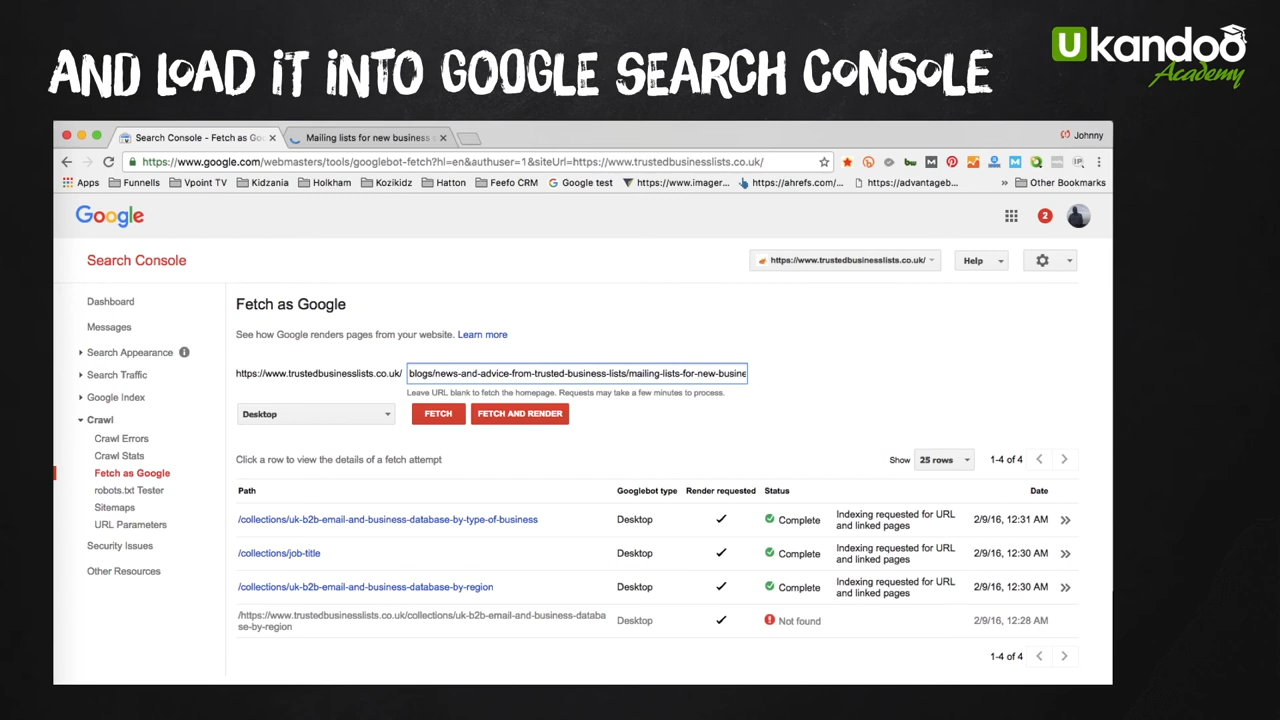 AND LOAD IT INTO GOOGLE SEARCH CONSOLE
Ukandoo
Academy
Search Console - Fetch as Goo
Mailing lists for new business
Johnny
https://www.google.com/webmasters/tools/googlebot-fetch?hl=en&authuser=1&siteUrl=https://www.trustedbusinesslists.co.uk/
Apps Funnells Vpoint TV Kidzania Holkham Kozikidz Hatton Feefo CRM Google test https://www.imager... https://ahrefs.com/... https://advantageb... » Other Bookmarks
Google
2
Search Console
https://www.trustedbusinesslists.co.uk/
Help
Dashboard
Messages
Search Appearance
Search Traffic
Google Index
Crawl
Crawl Errors
Crawl Stats
Fetch as Google
robots.txt Tester
Sitemaps
URL Parameters
Security Issues
Other Resources
Fetch as Google
See how Google renders pages from your website. Learn more
https://www.trustedbusinesslists.co.uk/ blogs/news-and-advice-from-trusted-business-lists/mailing-lists-for-new-busine
Leave URL blank to fetch the homepage. Requests may take a few minutes to process.
Desktop FETCH FETCH AND RENDER
Click a row to view the details of a fetch attempt
Show 25 rows 1-4 of 4
Path Googlebot type Render requested Status Date
/collections/uk-b2b-email-and-business-database-by-type-of-business Desktop ✓ Complete Indexing requested for URL and linked pages 2/9/16, 12:31 AM
/collections/job-title Desktop ✓ Complete Indexing requested for URL and linked pages 2/9/16, 12:30 AM
/collections/uk-b2b-email-and-business-database-by-region Desktop ✓ Complete Indexing requested for URL and linked pages 2/9/16, 12:30 AM
/https://www.trustedbusinesslists.co.uk/collections/uk-b2b-email-and-business-databa
se-by-region Desktop ✓ Not found 2/9/16, 12:28 AM
1-4 of 4